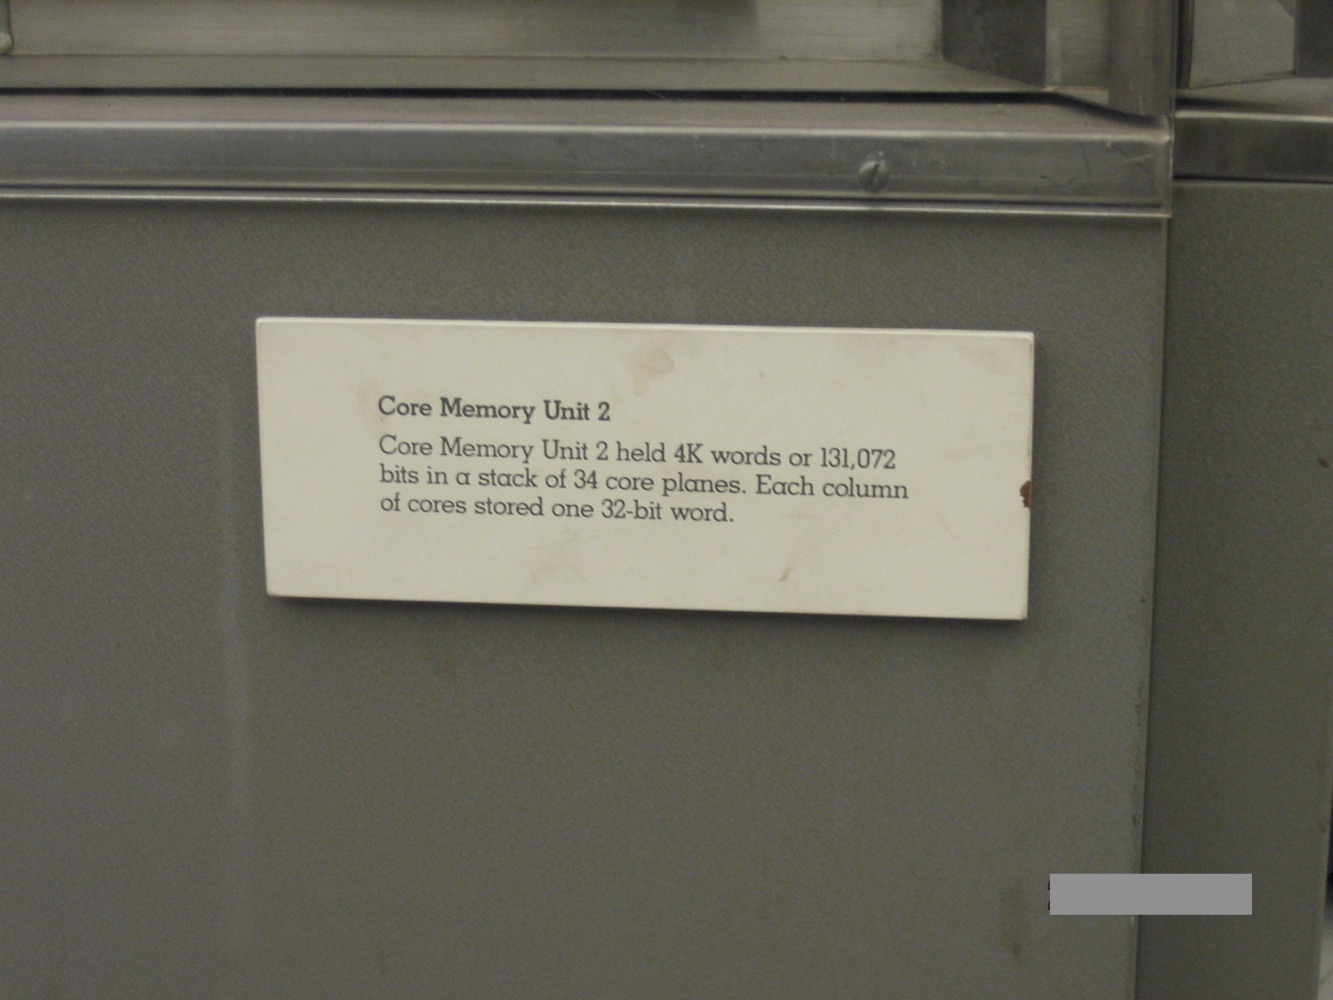 Core Memory Unit 2
Core Memory Unit 2 held 4K words or 131,072
bits in a stack of 34 core planes. Each column
of cores stored one 32-bit word.